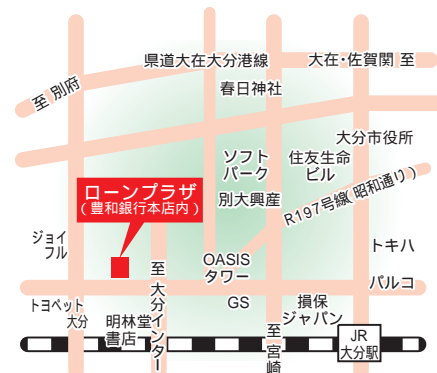 県道大在大分港線
大在・佐賀関 至
至 別府
春日神社
大分市役所
ソフト
パーク
住友生命
ビル
ローンプラザ
(豊和銀行本店内)
別大興産
R197号線(昭和通り)
ジョイ
フル
トキハ
OASIS
タワー
至 大分インター
パルコ
トヨペット
大分
明林堂
書店
GS
損保
ジャパン
至 宮崎
JR
大分駅